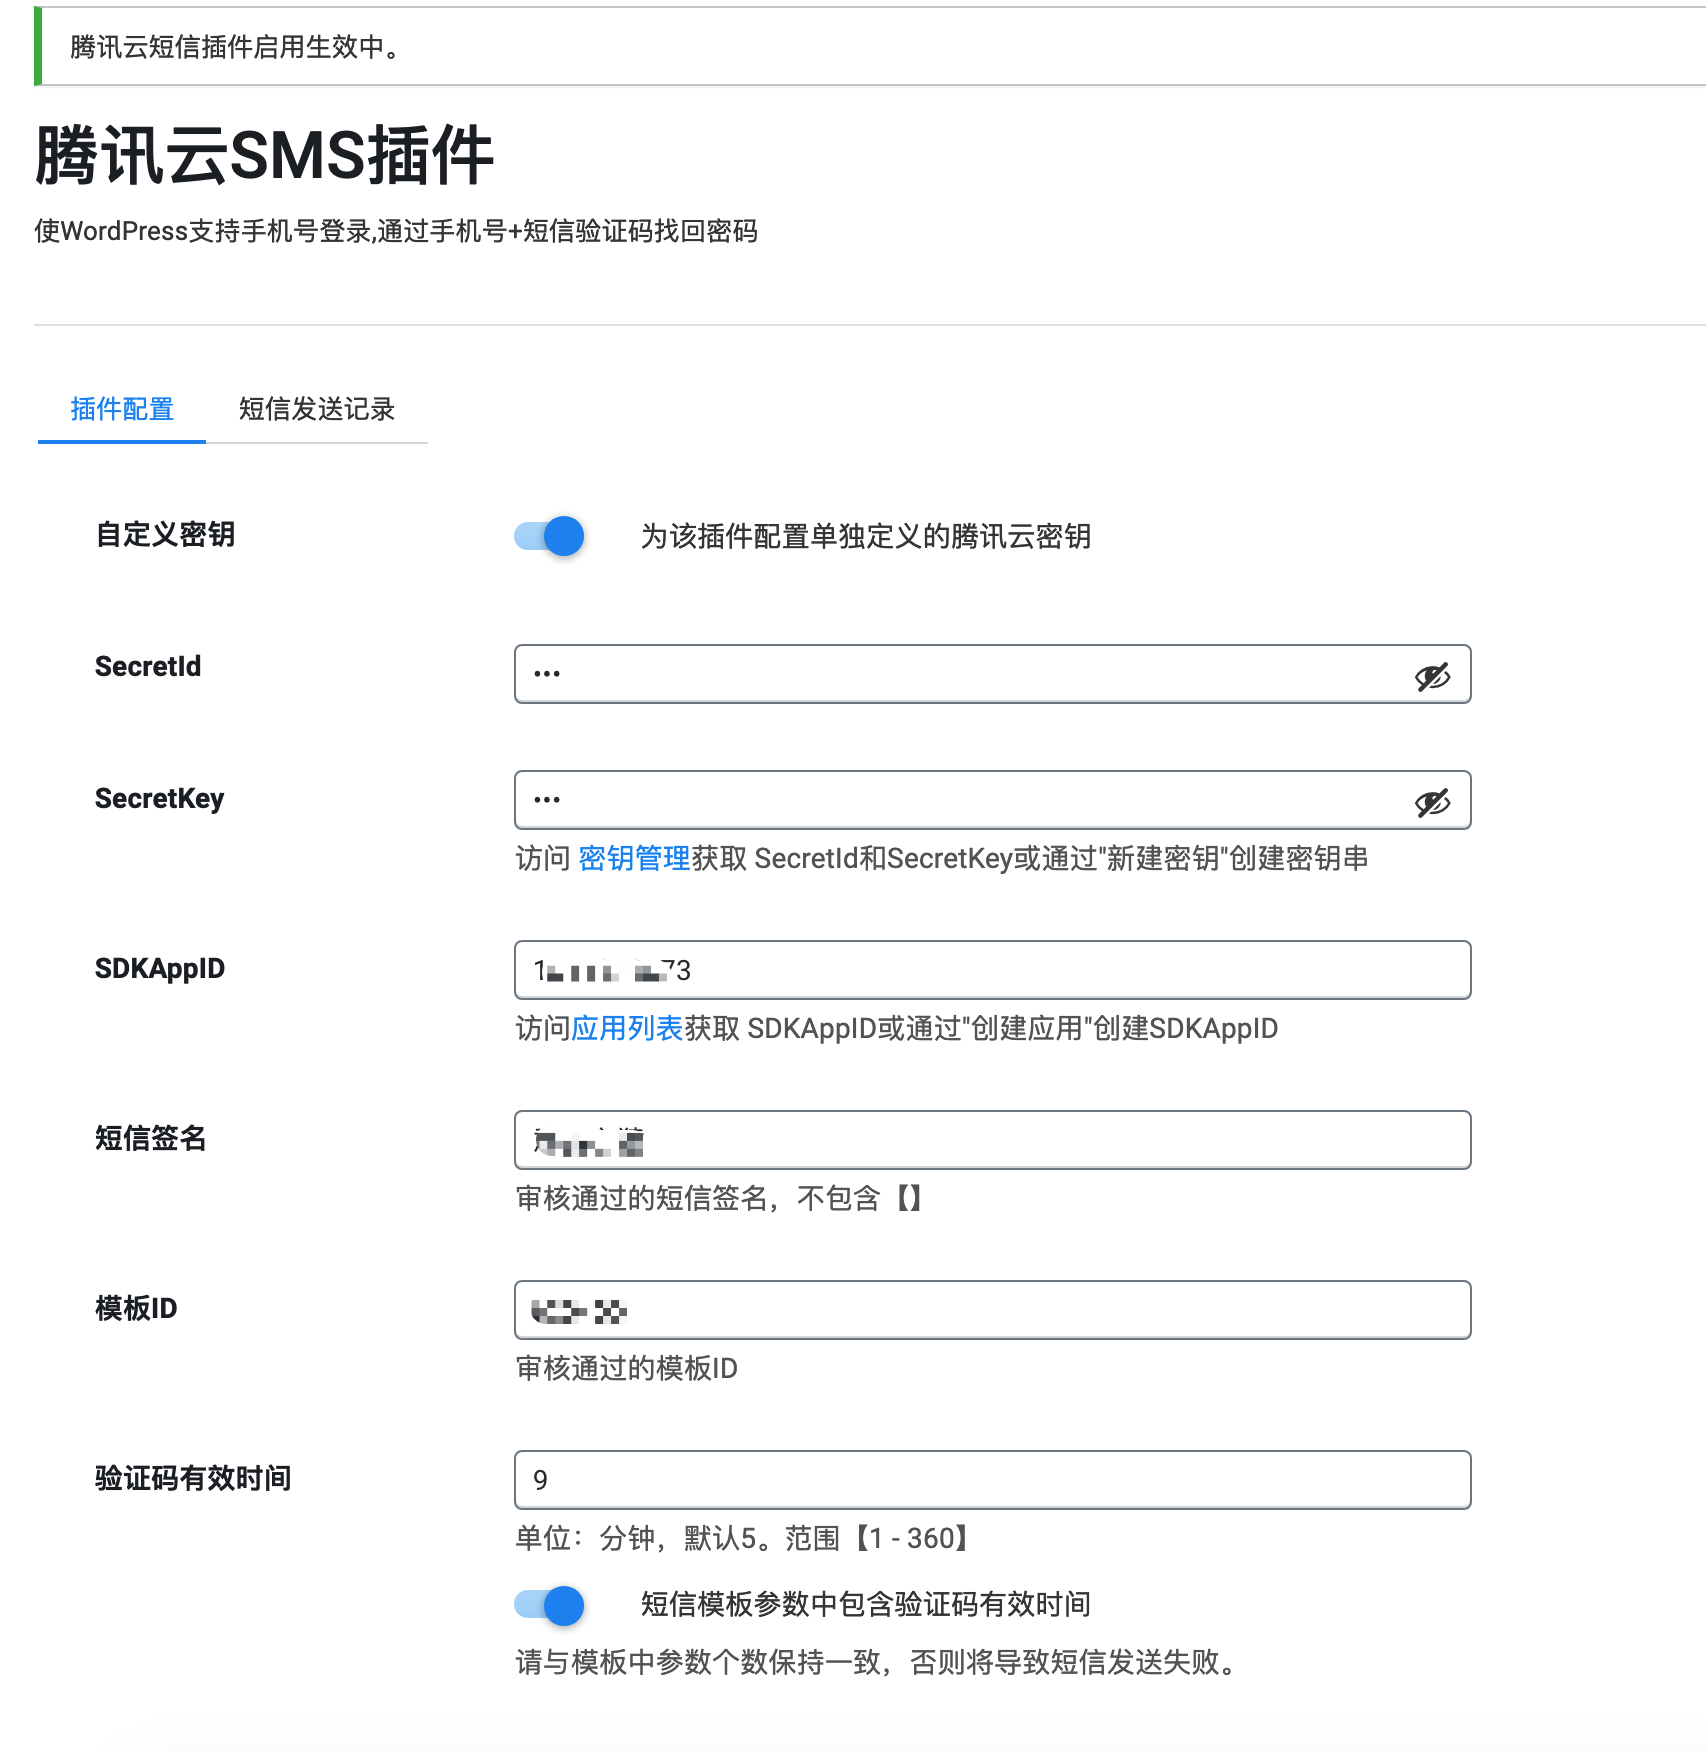 腾讯云短信插件启用生效中。
腾讯云SMS插件
使WordPress支持手机号登录,通过手机号+短信验证码找回密码
插件配置 短信发送记录
自定义密钥 为该插件配置单独定义的腾讯云密钥
SecretId •••
SecretKey •••
访问 密钥管理获取 SecretId和SecretKey或通过"新建密钥"创建密钥串
SDKAppID
访问应用列表获取 SDKAppID或通过"创建应用"创建SDKAppID
短信签名
审核通过的短信签名，不包含【】
模板ID
审核通过的模板ID
验证码有效时间 9
单位：分钟，默认5。范围【1 - 360】
短信模板参数中包含验证码有效时间
请与模板中参数个数保持一致，否则将导致短信发送失败。